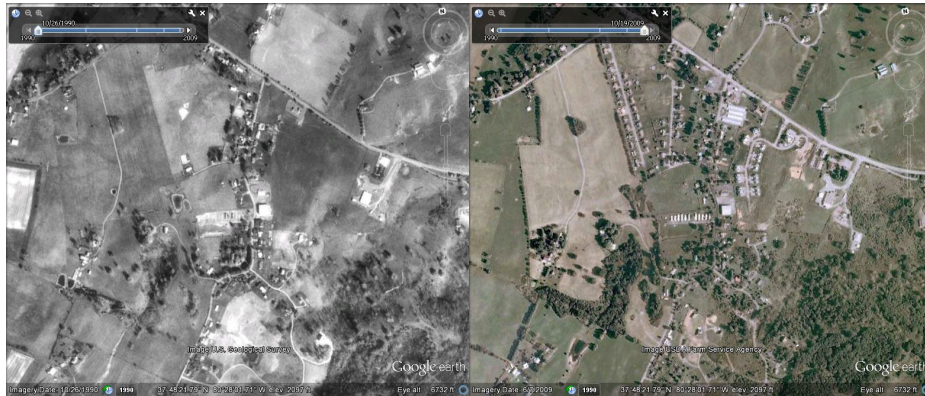 10/26/1990
1990
2009
Image U.S. Geological Survey
Google earth
Imagery Date: 10/26/1990
1990
37°48'21.79" N 80°28'01.71" W elev 2097 ft
Eye alt 6732 ft
10/19/2009
1990
2009
Image USDA Farm Service Agency
Google earth
Imagery Date: 6/7/2009
1990
37°48'21.79" N 80°28'01.71" W elev 2097 ft
Eye alt 6732 ft